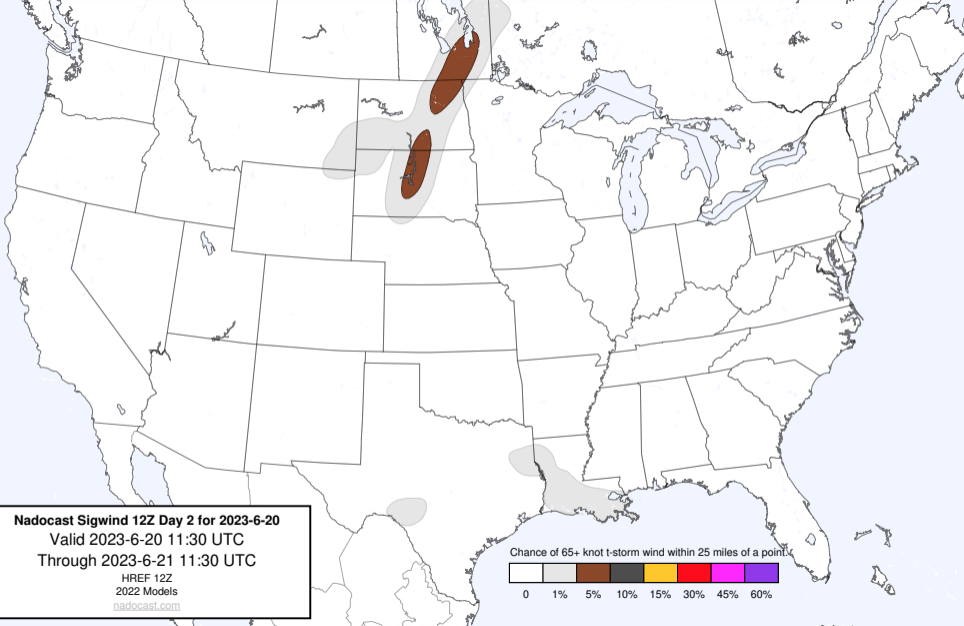 Nadocast Sigwind 12Z Day 2 for 2023-6-20
Valid 2023-6-20 11:30 UTC
Through 2023-6-21 11:30 UTC
HREF 12Z
2022 Models
nadocast.com
Chance of 65+ knot t-storm wind within 25 miles of a point.
0 1% 5% 10% 15% 30% 45% 60%